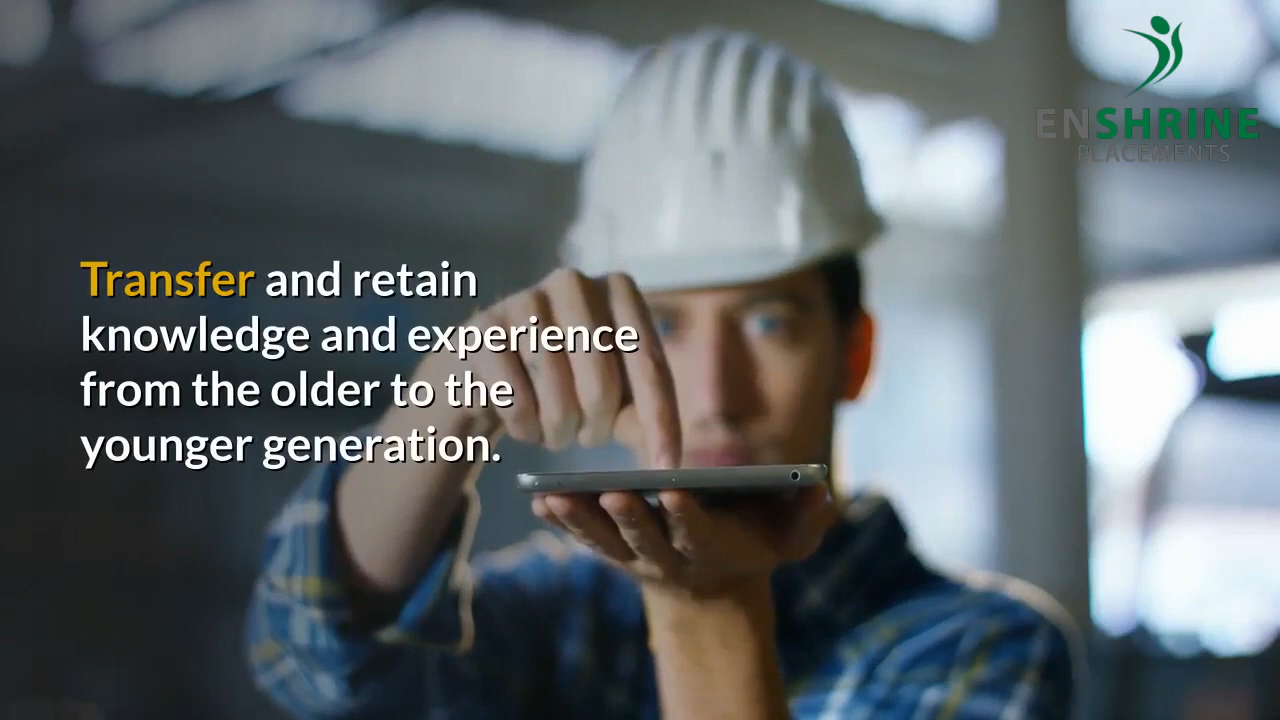 ENSHRINE
PLACEMENTS
Transfer and retain
knowledge and experience
from the older to the
younger generation.